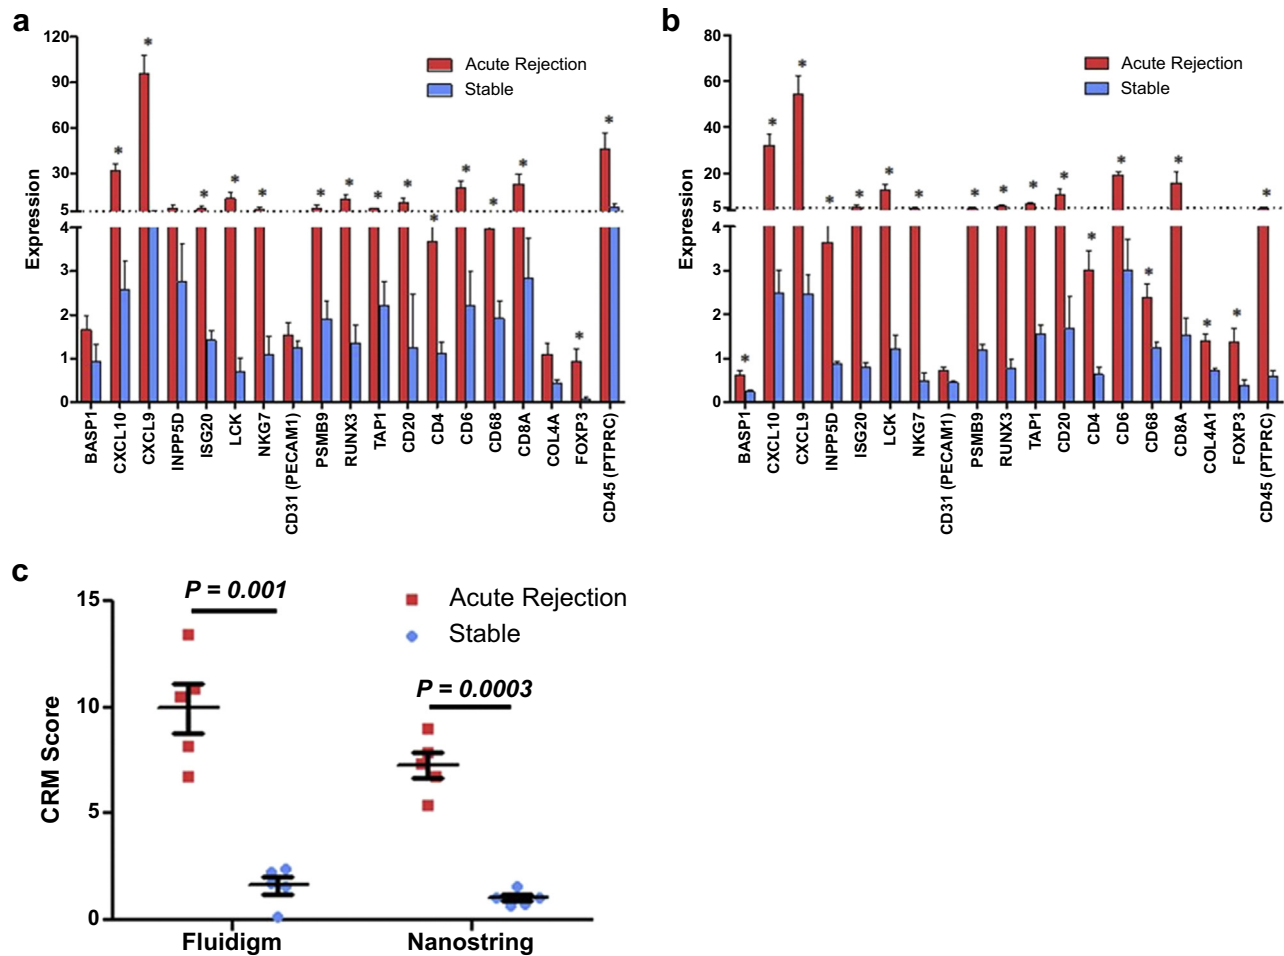 a
120
90
60
30
5
4
3
2
1
0
Expression
Acute Rejection
Stable
* * * * * * * * * * * * * * *
BASP1
CXCL10
CXCL9
INPP5D
ISG20
LCK
NKG7
CD31 (PECAM1)
PSMB9
RUNX3
TAP1
CD20
CD4
CD6
CD68
CD8A
COL4A
FOXP3
CD45 (PTPRC)
b
80
60
40
20
5
4
3
2
1
0
Expression
Acute Rejection
Stable
* * * * * * * * * * * * * * * * * *
BASP1
CXCL10
CXCL9
INPP5D
ISG20
LCK
NKG7
CD31 (PECAM1)
PSMB9
RUNX3
TAP1
CD20
CD4
CD6
CD68
CD8A
COL4A1
FOXP3
CD45 (PTPRC)
c
15
10
5
0
CRM Score
P = 0.001
Acute Rejection
Stable
P = 0.0003
Fluidigm
Nanostring